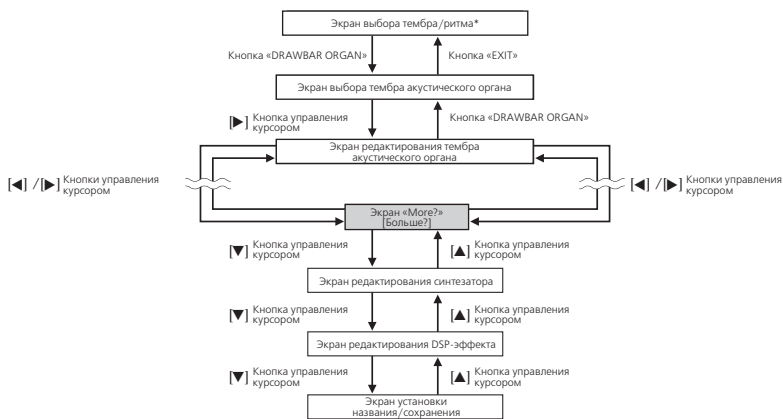 Экран выбора тембра/ритма*
Кнопка «DRAWBAR ORGAN»
Кнопка «EXIT»
Экран выбора тембра акустического органа
[▶] Кнопка управления
курсором
Кнопка «DRAWBAR ORGAN»
Экран редактирования тембра
акустического органа
[◀] /[▶] Кнопки управления
курсором
[◀] /[▶] Кнопки управления
курсором
Экран «More?»
[Больше?]
[▼] Кнопка управления
курсором
[▲] Кнопка управления
курсором
Экран редактирования синтезатора
[▼] Кнопка управления
курсором
[▲] Кнопка управления
курсором
Экран редактирования DSP-эффекта
[▼] Кнопка управления
курсором
[▲] Кнопка управления
курсором
Экран установки
названия/сохранения